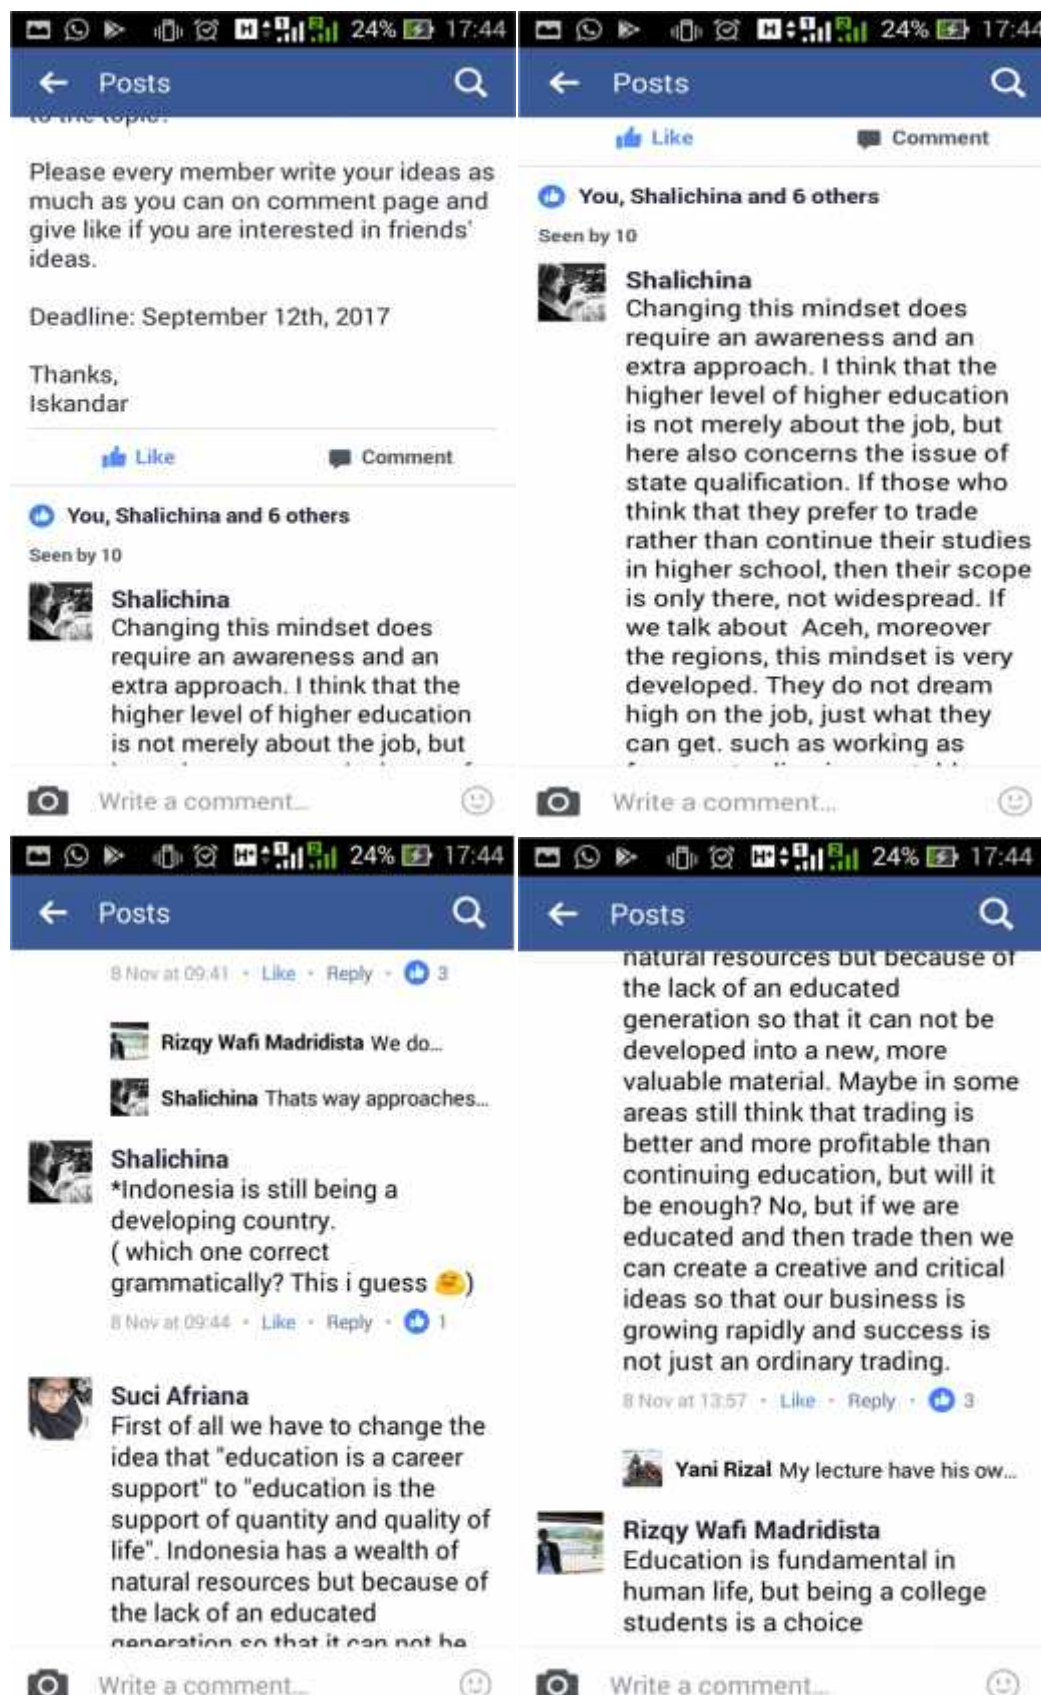 24% 17:44
Posts
to the topic?
Please every member write your ideas as
much as you can on comment page and
give like if you are interested in friends'
ideas.
Deadline: September 12th, 2017
Thanks,
Iskandar
Like Comment
You, Shalichina and 6 others
Seen by 10
Shalichina
Changing this mindset does
require an awareness and an
extra approach. I think that the
higher level of higher education
is not merely about the job, but
Write a comment...
24% 17:44
Posts
Like Comment
You, Shalichina and 6 others
Seen by 10
Shalichina
Changing this mindset does
require an awareness and an
extra approach. I think that the
higher level of higher education
is not merely about the job, but
here also concerns the issue of
state qualification. If those who
think that they prefer to trade
rather than continue their studies
in higher school, then their scope
is only there, not widespread. If
we talk about Aceh, moreover
the regions, this mindset is very
developed. They do not dream
high on the job, just what they
can get. such as working as
Write a comment...
24% 17:44
Posts
8 Nov at 09:41 • Like • Reply • 3
Rizqy Wafi Madridista We do...
Shalichina Thats way approaches...
Shalichina
*Indonesia is still being a
developing country.
( which one correct
grammatically? This i guess 😊)
8 Nov at 09:44 • Like • Reply • 1
Suci Afriana
First of all we have to change the
idea that "education is a career
support" to "education is the
support of quantity and quality of
life". Indonesia has a wealth of
natural resources but because of
the lack of an educated
generation so that it can not be
Write a comment...
24% 17:44
Posts
natural resources but because of
the lack of an educated
generation so that it can not be
developed into a new, more
valuable material. Maybe in some
areas still think that trading is
better and more profitable than
continuing education, but will it
be enough? No, but if we are
educated and then trade then we
can create a creative and critical
ideas so that our business is
growing rapidly and success is
not just an ordinary trading.
8 Nov at 13:57 • Like • Reply • 3
Yani Rizal My lecture have his ow...
Rizqy Wafi Madridista
Education is fundamental in
human life, but being a college
students is a choice
Write a comment...